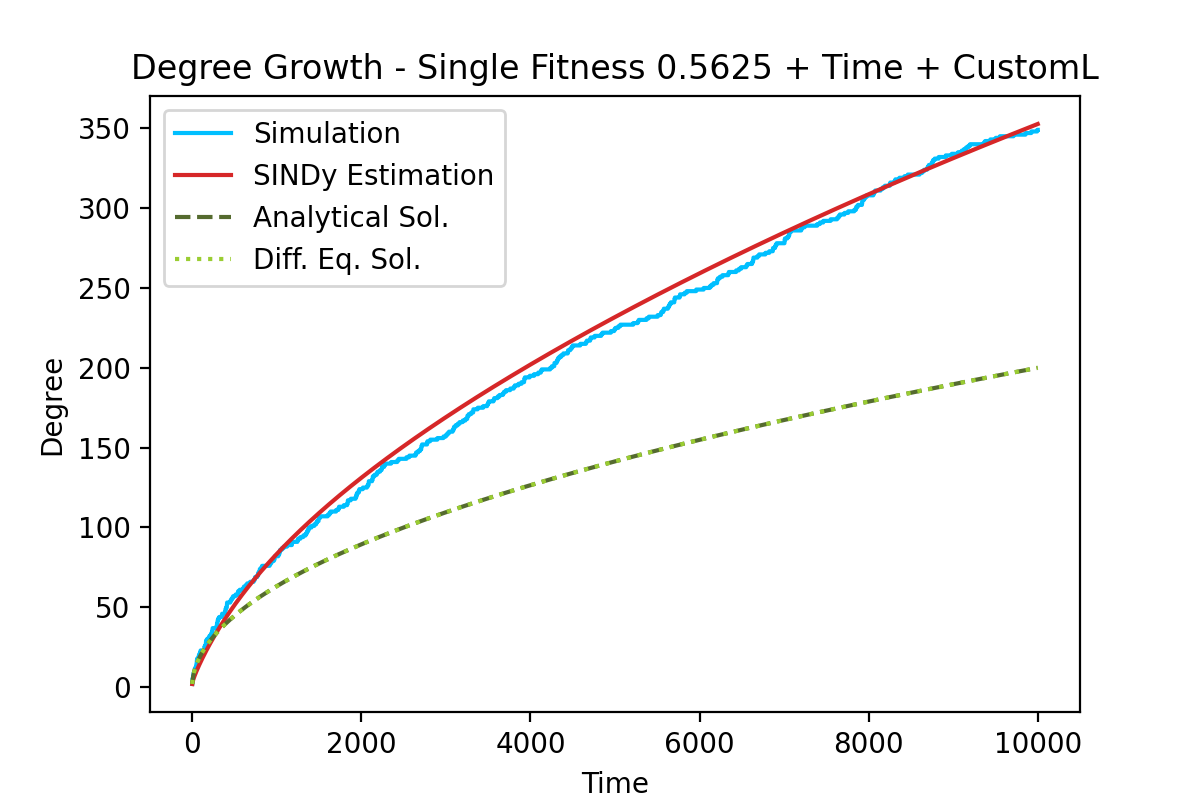 Degree Growth - Single Fitness 0.5625 + Time + CustomL
Simulation
SINDy Estimation
Analytical Sol.
Diff. Eq. Sol.
350
300
250
200
150
100
50
0
Degree
0 2000 4000 6000 8000 10000
Time